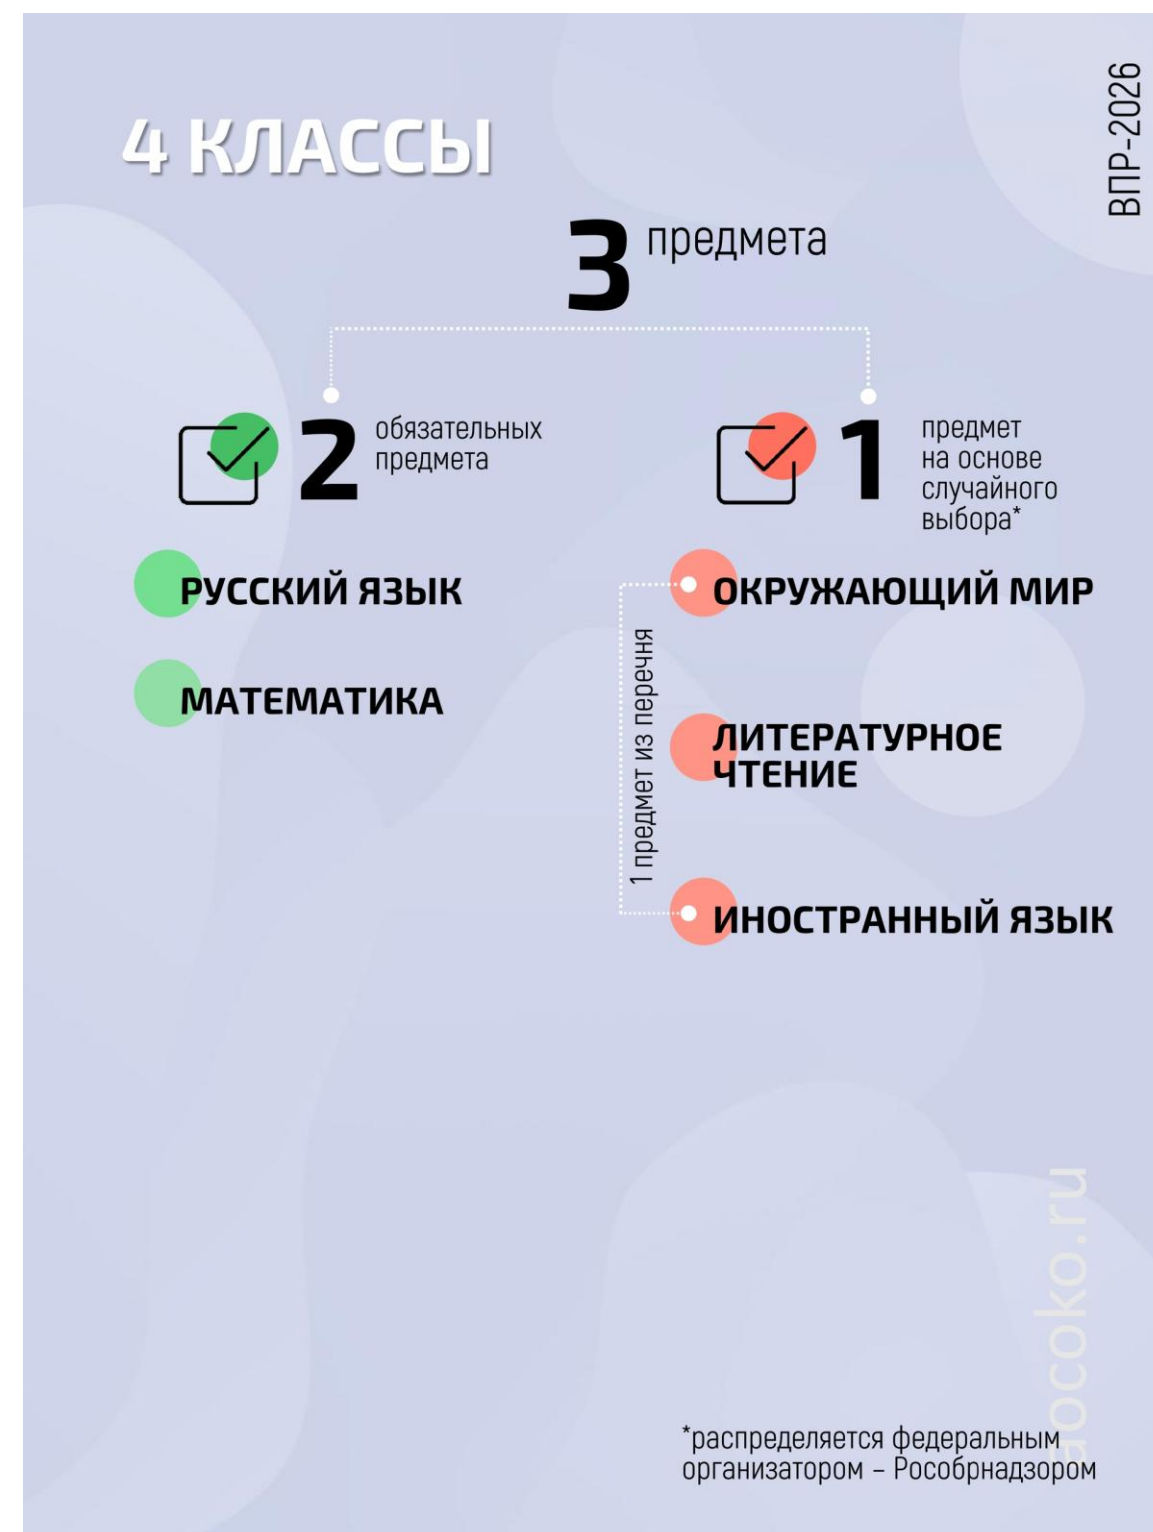 ВПР-2026
4 КЛАССЫ
3 предмета
2 обязательных
предмета
РУССКИЙ ЯЗЫК
МАТЕМАТИКА
1 предмет
на основе
случайного
выбора*
1 предмет из перечня
ОКРУЖАЮЩИЙ МИР
ЛИТЕРАТУРНОЕ
ЧТЕНИЕ
ИНОСТРАННЫЙ ЯЗЫК
aocoko.ru
*распределяется федеральным
организатором – Рособрнадзором